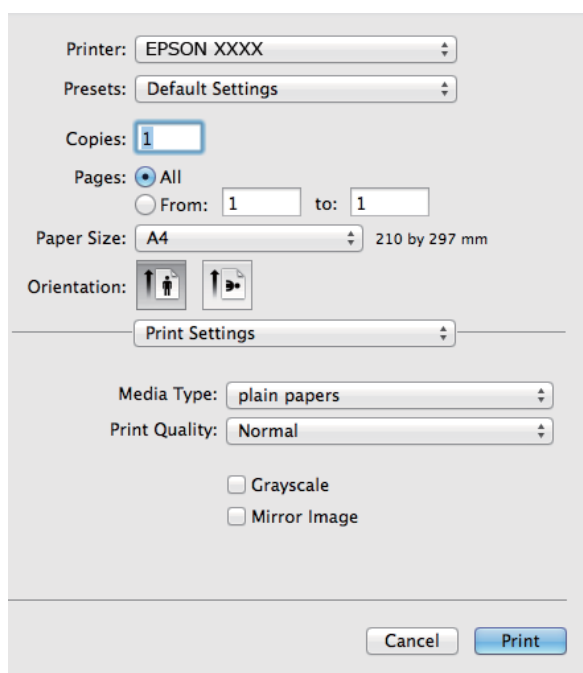 Printer: EPSON XXXX
Presets: Default Settings
Copies: 1
Pages: All
From: 1 to: 1
Paper Size: A4 210 by 297 mm
Orientation:
Print Settings
Media Type: plain papers
Print Quality: Normal
Grayscale
Mirror Image
Cancel Print